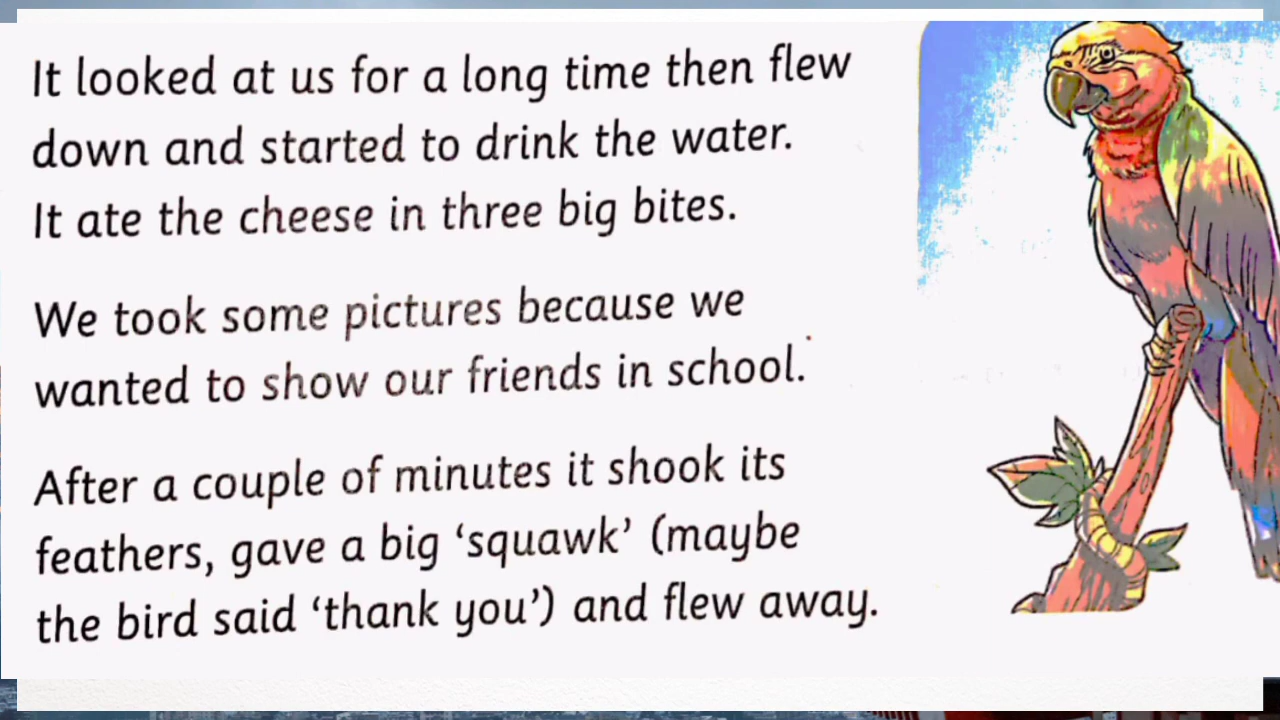 It looked at us for a long time then flew
down and started to drink the water.
It ate the cheese in three big bites.
We took some pictures because we
wanted to show our friends in school.
After a couple of minutes it shook its
feathers, gave a big ‘squawk’ (maybe
the bird said ‘thank you’) and flew away.